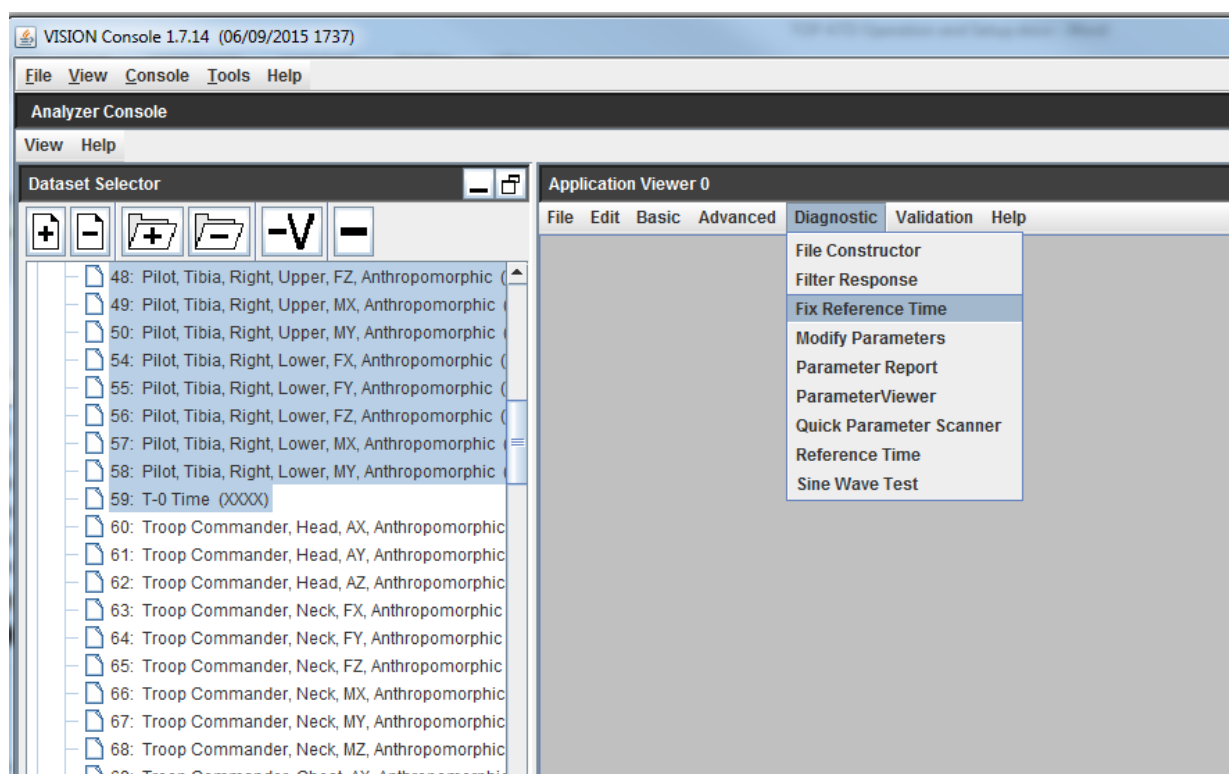 VISION Console 1.7.14 (06/09/2015 1737)
File View Console Tools Help
Analyzer Console
View Help
Dataset Selector
48: Pilot, Tibia, Right, Upper, FZ, Anthropomorphic (
49: Pilot, Tibia, Right, Upper, MX, Anthropomorphic (
50: Pilot, Tibia, Right, Upper, MY, Anthropomorphic (
54: Pilot, Tibia, Right, Lower, FX, Anthropomorphic (
55: Pilot, Tibia, Right, Lower, FY, Anthropomorphic (
56: Pilot, Tibia, Right, Lower, FZ, Anthropomorphic (
57: Pilot, Tibia, Right, Lower, MX, Anthropomorphic (
58: Pilot, Tibia, Right, Lower, MY, Anthropomorphic (
59: T-0 Time (XXXX)
60: Troop Commander, Head, AX, Anthropomorphic
61: Troop Commander, Head, AY, Anthropomorphic
62: Troop Commander, Head, AZ, Anthropomorphic
63: Troop Commander, Neck, FX, Anthropomorphic
64: Troop Commander, Neck, FY, Anthropomorphic
65: Troop Commander, Neck, FZ, Anthropomorphic
66: Troop Commander, Neck, MX, Anthropomorphic
67: Troop Commander, Neck, MY, Anthropomorphic
68: Troop Commander, Neck, MZ, Anthropomorphic
Application Viewer 0
File Edit Basic Advanced Diagnostic Validation Help
File Constructor
Filter Response
Fix Reference Time
Modify Parameters
Parameter Report
ParameterViewer
Quick Parameter Scanner
Reference Time
Sine Wave Test